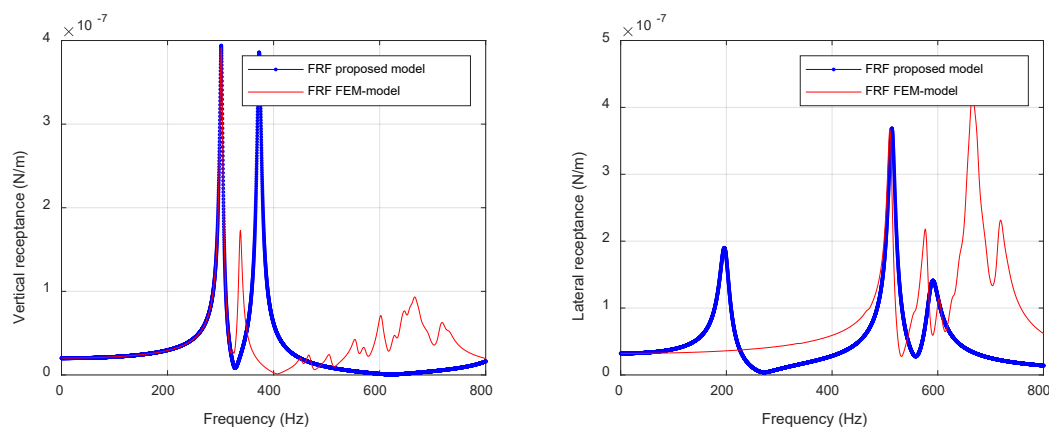 × 10 -7
4
3
2
1
0
Vertical receptance (N/m)
0 200 400 600 800
Frequency (Hz)
FRF proposed model
FRF FEM-model
× 10 -7
5
4
3
2
1
0
Lateral receptance (N/m)
0 200 400 600 800
Frequency (Hz)
FRF proposed model
FRF FEM-model